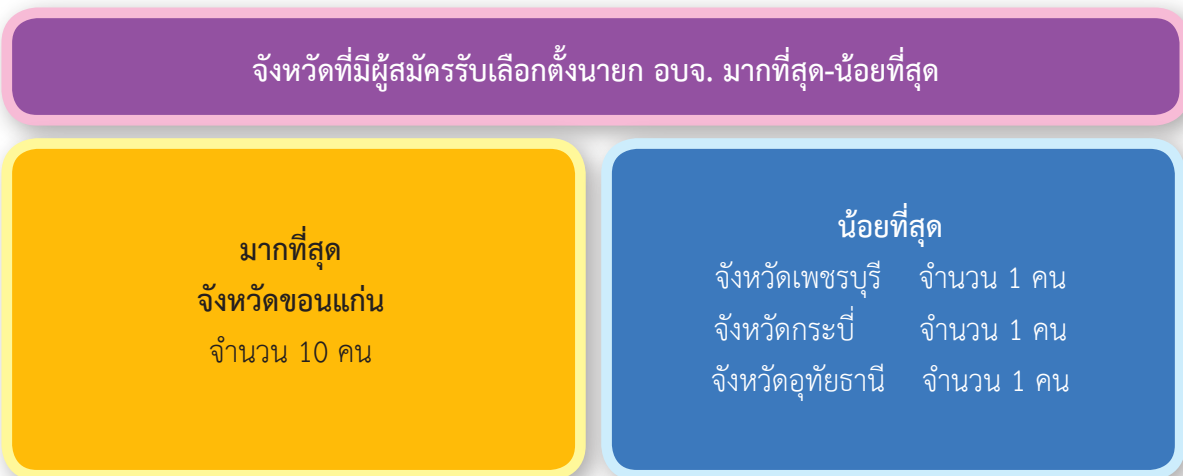 จังหวัดที่มีผู้สมัครรับเลือกตั้งนายก อบจ. มากที่สุด-น้อยที่สุด
มากที่สุด
จังหวัดขอนแก่น
จำนวน 10 คน
น้อยที่สุด
จังหวัดเพชรบุรี จำนวน 1 คน
จังหวัดกระบี่ จำนวน 1 คน
จังหวัดอุทัยธานี จำนวน 1 คน